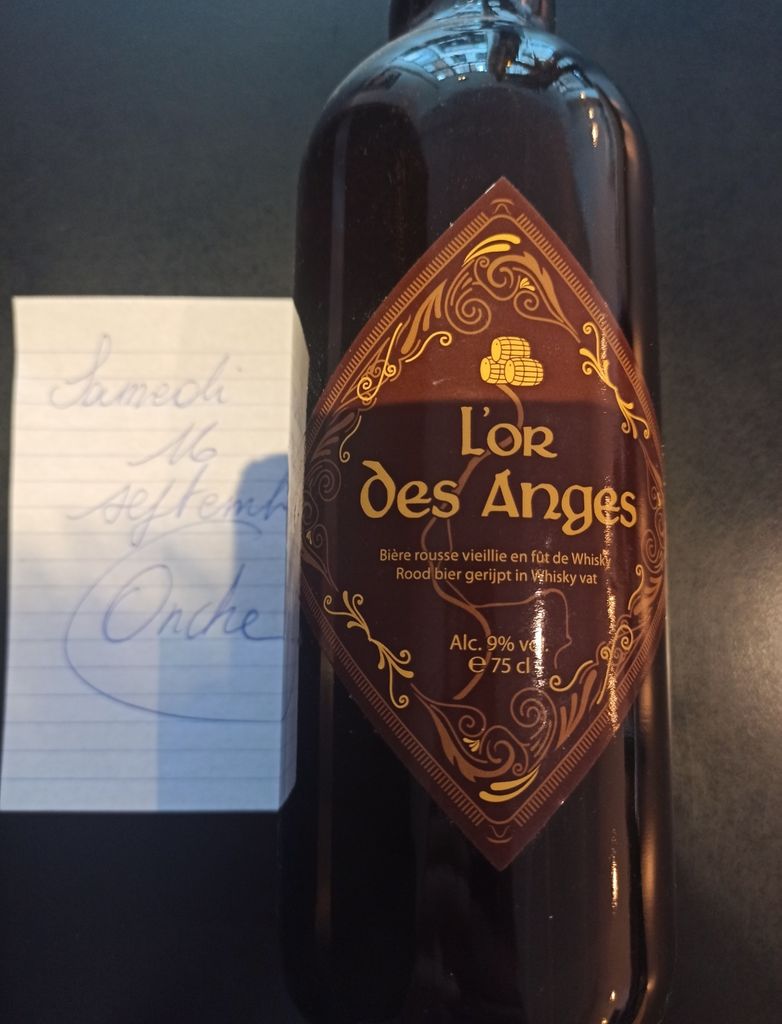 Samedi
16
septemb
Onche
L'or
des Anges
Bière rousse vieillie en fût de Whisky
Rood bier gerijpt in Whisky vat
Alc. 9% vol.
e 75 cl